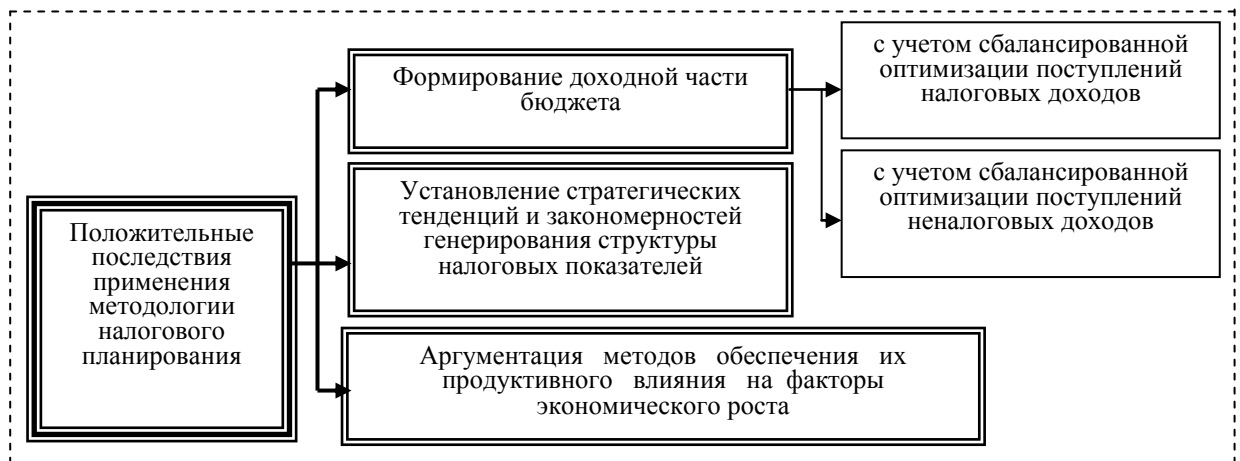 Положительные
последствия
применения
методологии
налогового
планирования
Формирование доходной части
бюджета
с учетом сбалансированной
оптимизации поступлений
налоговых доходов
с учетом сбалансированной
оптимизации поступлений
неналоговых доходов
Установление стратегических
тенденций и закономерностей
генерирования структуры
налоговых показателей
Аргументация методов обеспечения их
продуктивного влияния на факторы
экономического роста